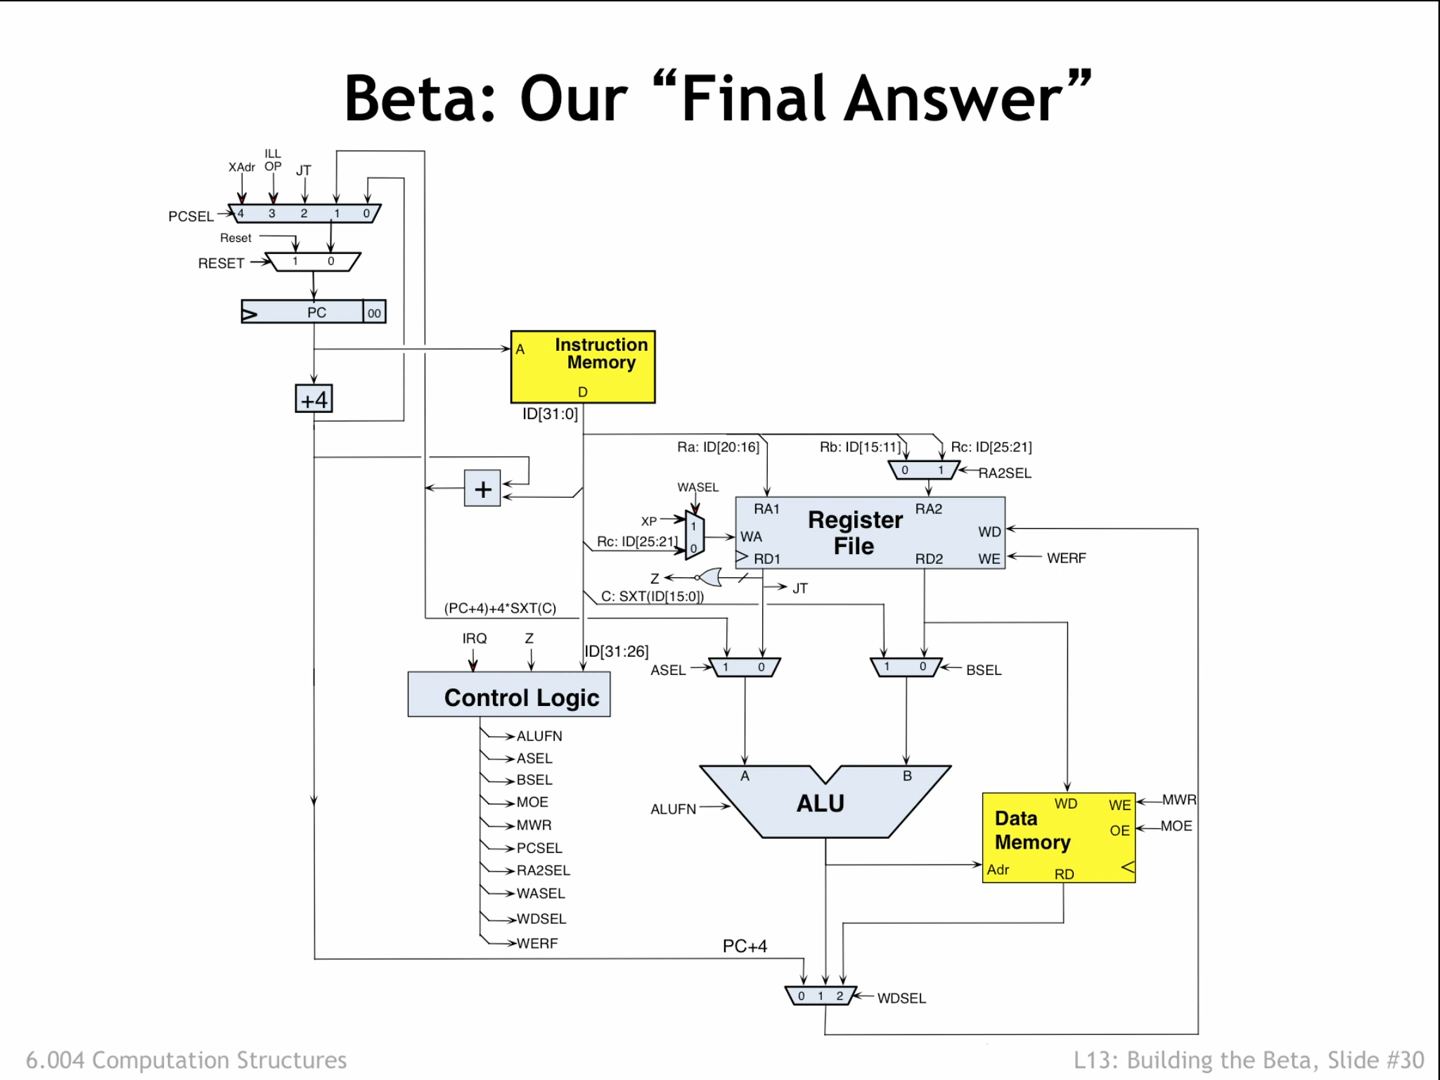 Beta: Our “Final Answer”
XAdr
ILL
OP
JT
PCSEL
4 3 2 1 0
Reset
RESET
1 0
PC 00
+4
A Instruction
Memory
D
ID[31:0]
Ra: ID[20:16]
Rb: ID[15:11]
Rc: ID[25:21]
0 1
RA2SEL
+
WASEL
XP
1
0
Rc: ID[25:21]
RA1
RA2
Register
File
WA
WD
RD1
RD2
WE
WERF
Z
JT
C: SXT(ID[15:0])
(PC+4)+4*SXT(C)
IRQ
Z
ID[31:26]
ASEL
1 0
1 0
BSEL
Control Logic
ALUFN
ASEL
BSEL
MOE
MWR
PCSEL
RA2SEL
WASEL
WDSEL
WERF
A
B
ALU
ALUFN
WD
WE
MWR
Data
Memory
OE
MOE
Adr
RD
PC+4
0 1 2
WDSEL
6.004 Computation Structures
L13: Building the Beta, Slide #30